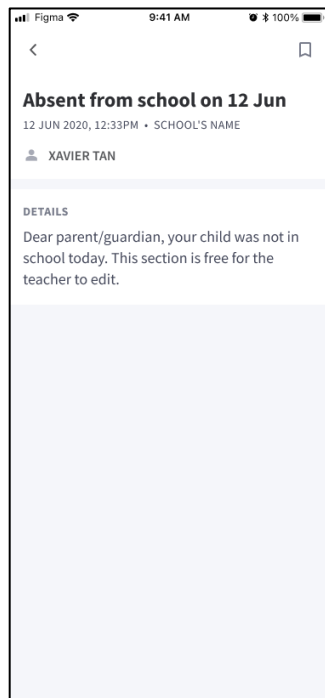 Figma 9:41 AM 100%
Absent from school on 12 Jun
12 JUN 2020, 12:33PM • SCHOOL'S NAME
XAVIER TAN
DETAILS
Dear parent/guardian, your child was not in
school today. This section is free for the
teacher to edit.